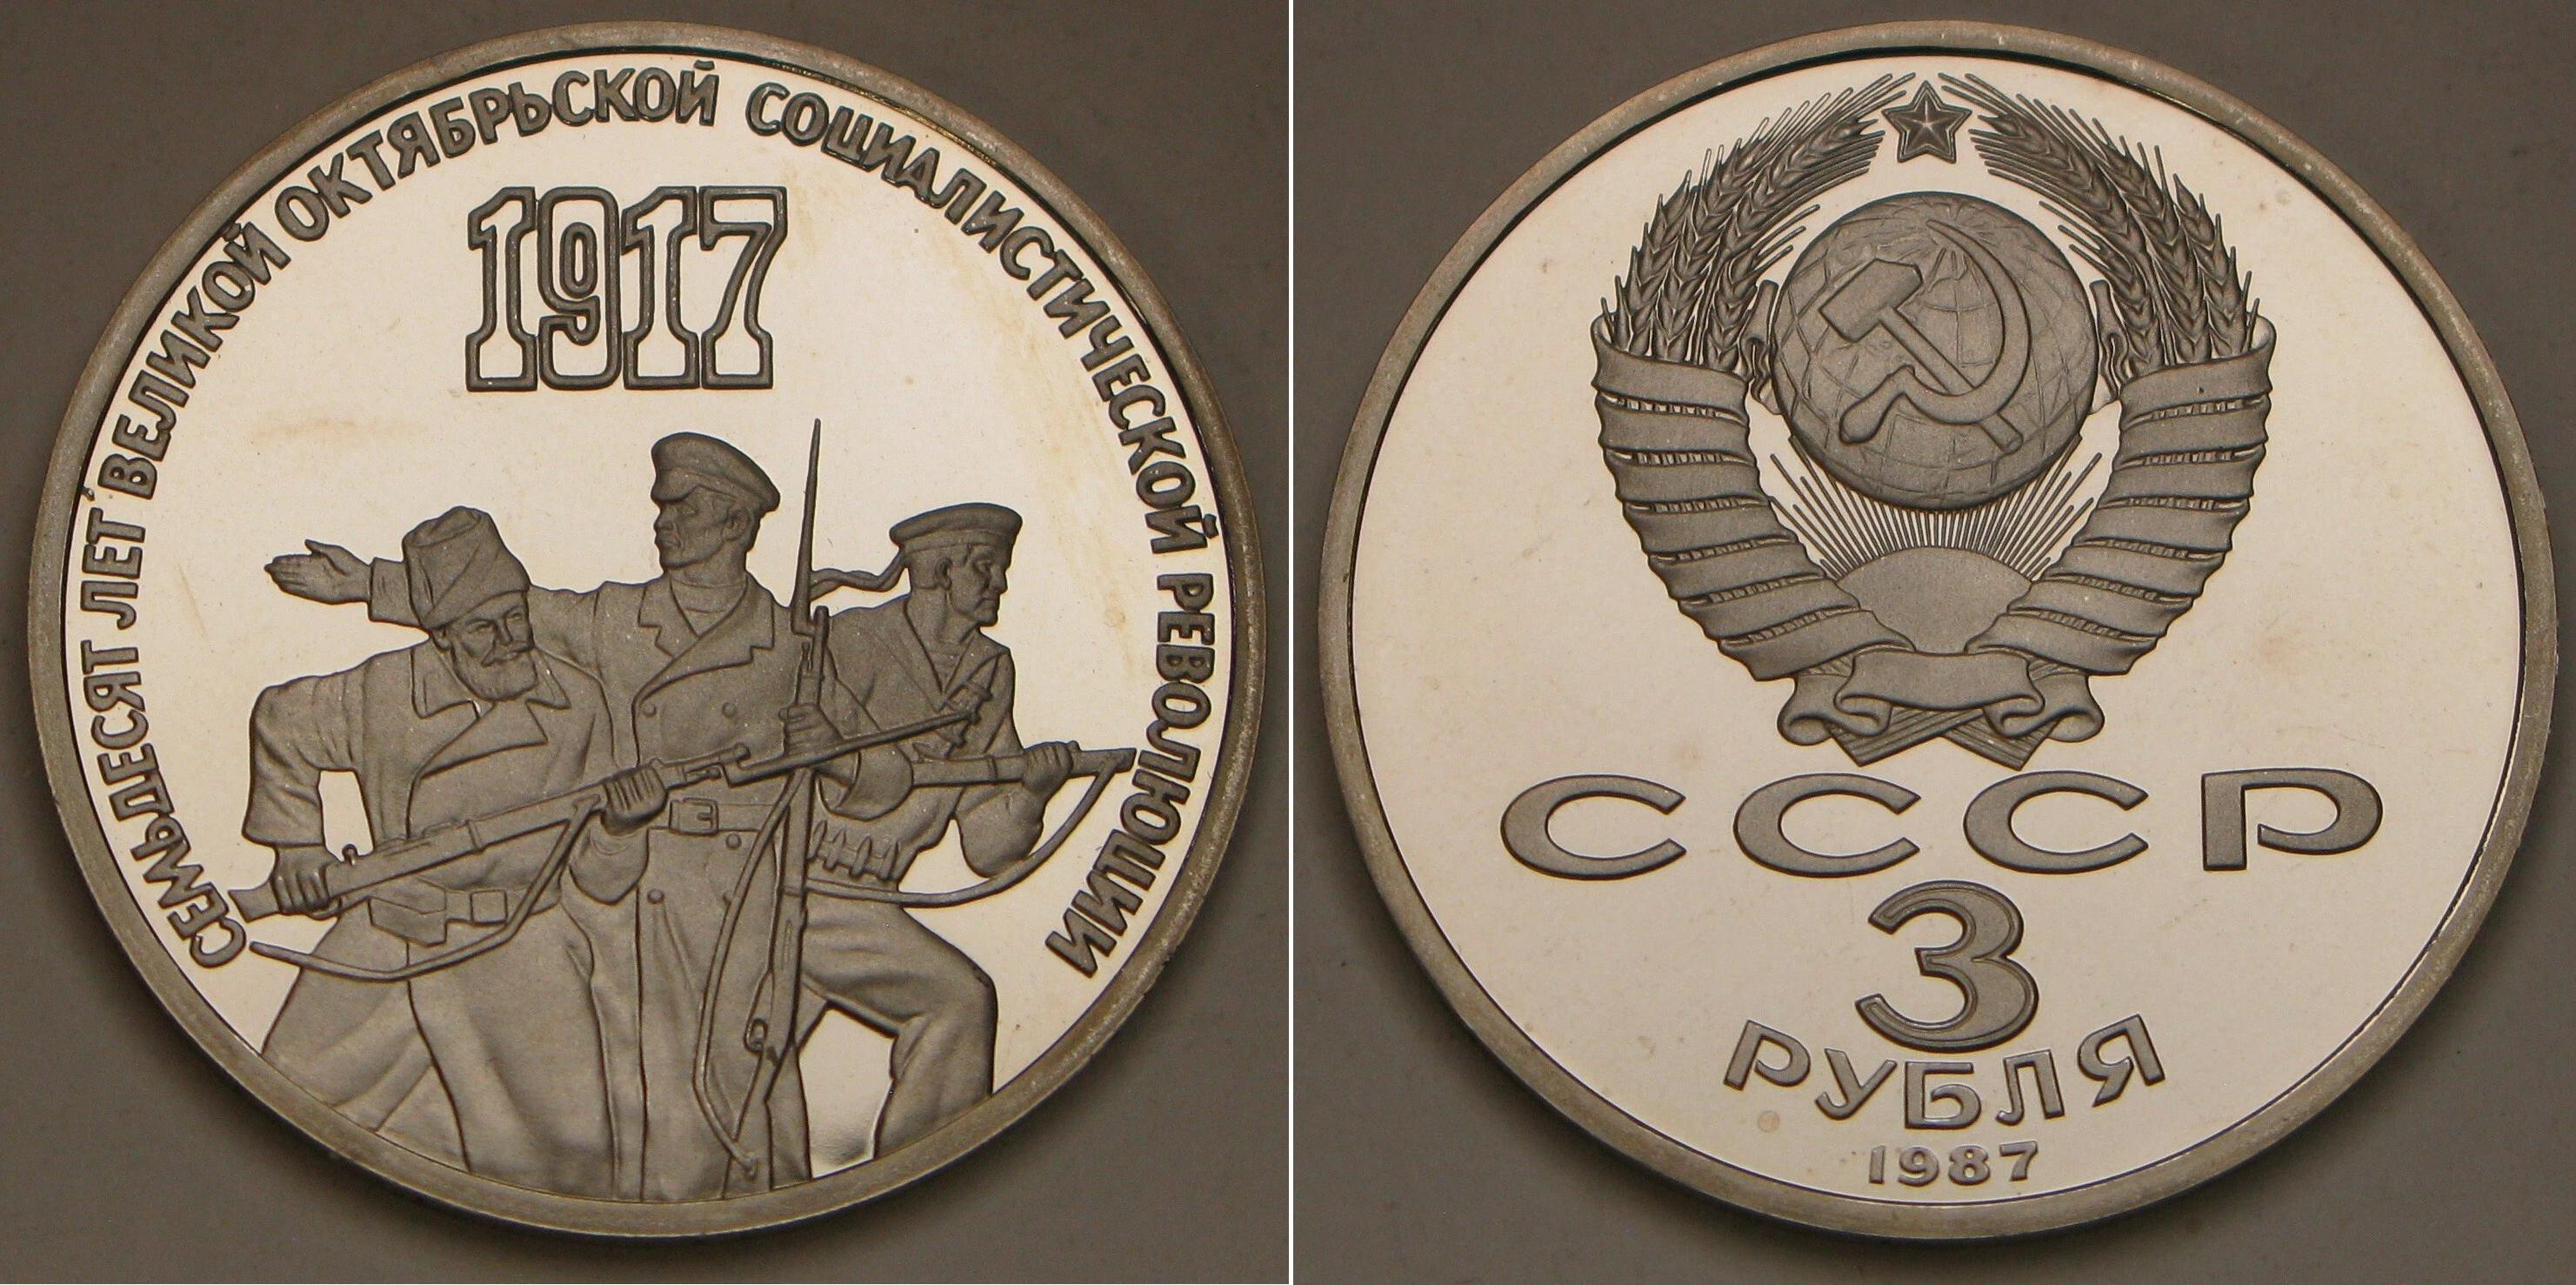 СЕМЬДЕСЯТ ЛЕТ ВЕЛИКОЙ ОКТЯБРЬСКОЙ СОЦИАЛИСТИЧЕСКОЙ РЕВОЛЮЦИИ
1917
СССР
3
РУБЛЯ
1987